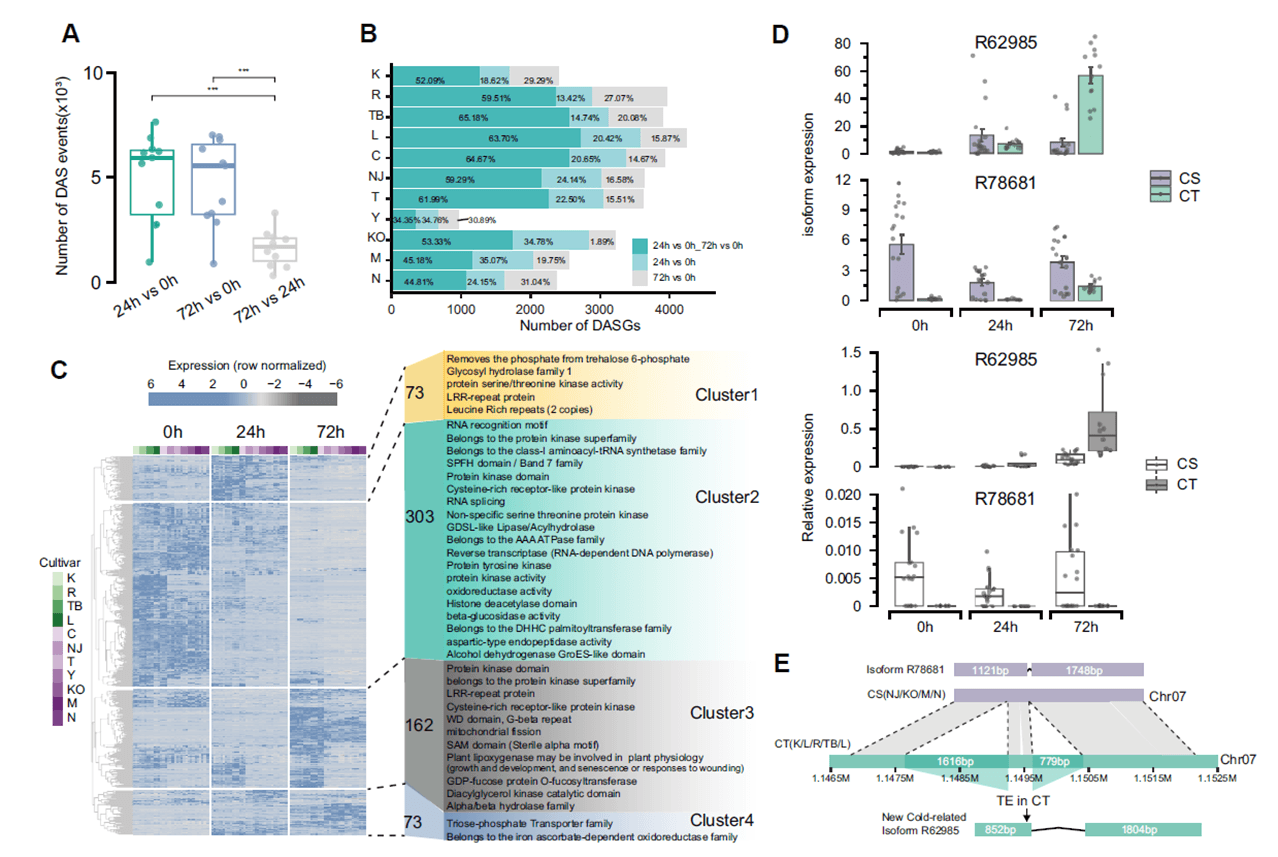 A
Number of DAS events(x10³)
10
5
0
***
***
24h vs 0h
72h vs 0h
72h vs 24h
B
K 52.09% 18.62% 29.29%
R 59.51% 13.42% 27.07%
TB 65.18% 14.74% 20.08%
L 63.70% 20.42% 15.87%
C 64.67% 20.65% 14.67%
NJ 59.29% 24.14% 16.58%
T 61.99% 22.50% 15.51%
Y 34.35% 34.76% 30.89%
KO 53.33% 34.78% 1.89%
M 45.18% 35.07% 19.75%
N 44.81% 24.15% 31.04%
24h vs 0h_72h vs 0h
24h vs 0h
72h vs 0h
0 1000 2000 3000 4000
Number of DASGs
C
Expression (row normalized)
6 4 2 0 −2 −4 −6
0h 24h 72h
Cultivar
K
R
TB
L
C
NJ
T
Y
KO
M
N
73
Removes the phosphate from trehalose 6-phosphate
Glycosyl hydrolase family 1
protein serine/threonine kinase activity
LRR-repeat protein
Leucine Rich repeats (2 copies)
Cluster1
303
RNA recognition motif
Belongs to the protein kinase superfamily
Belongs to the class-I aminoacyl-tRNA synthetase family
SPFH domain / Band 7 family
Protein kinase domain
Cysteine-rich receptor-like protein kinase
RNA splicing
Non-specific serine threonine protein kinase
GDSL-like Lipase/Acylhydrolase
Belongs to the AAA ATPase family
Reverse transcriptase (RNA-dependent DNA polymerase)
Protein tyrosine kinase
protein kinase activity
oxidoreductase activity
Histone deacetylase domain
beta-glucosidase activity
Belongs to the DHHC palmitoyltransferase family
aspartic-type endopeptidase activity
Alcohol dehydrogenase GroES-like domain
Cluster2
162
Protein kinase domain
belongs to the protein kinase superfamily
LRR-repeat protein
Cysteine-rich receptor-like protein kinase
WD domain, G-beta repeat
mitochondrial fission
SAM domain (Sterile alpha motif)
Plant lipoxygenase may be involved in plant physiology
(growth and development, and senescence or responses to wounding)
GDP-fucose protein O-fucosyltransferase
Diacylglycerol kinase catalytic domain
Alpha/beta hydrolase family
Cluster3
73
Triose-phosphate Transporter family
Belongs to the iron ascorbate-dependent oxidoreductase family
Cluster4
D
isoform expression
R62985
80
60
40
20
0
R78681
12
9
6
3
0
0h 24h 72h
CS
CT
Relative expression
R62985
1.5
1.0
0.5
0
R78681
0.020
0.015
0.010
0.005
0
0h 24h 72h
CS
CT
E
Isoform R78681 1121bp 1748bp
CS(NJ/KO/M/N) Chr07
CT(K/L/R/TB/L)
1616bp 779bp Chr07
1.1465M 1.1475M 1.1485M 1.1495M 1.1505M 1.1515M 1.1525M
TE in CT
New Cold-related
Isoform R62985 852bp 1804bp